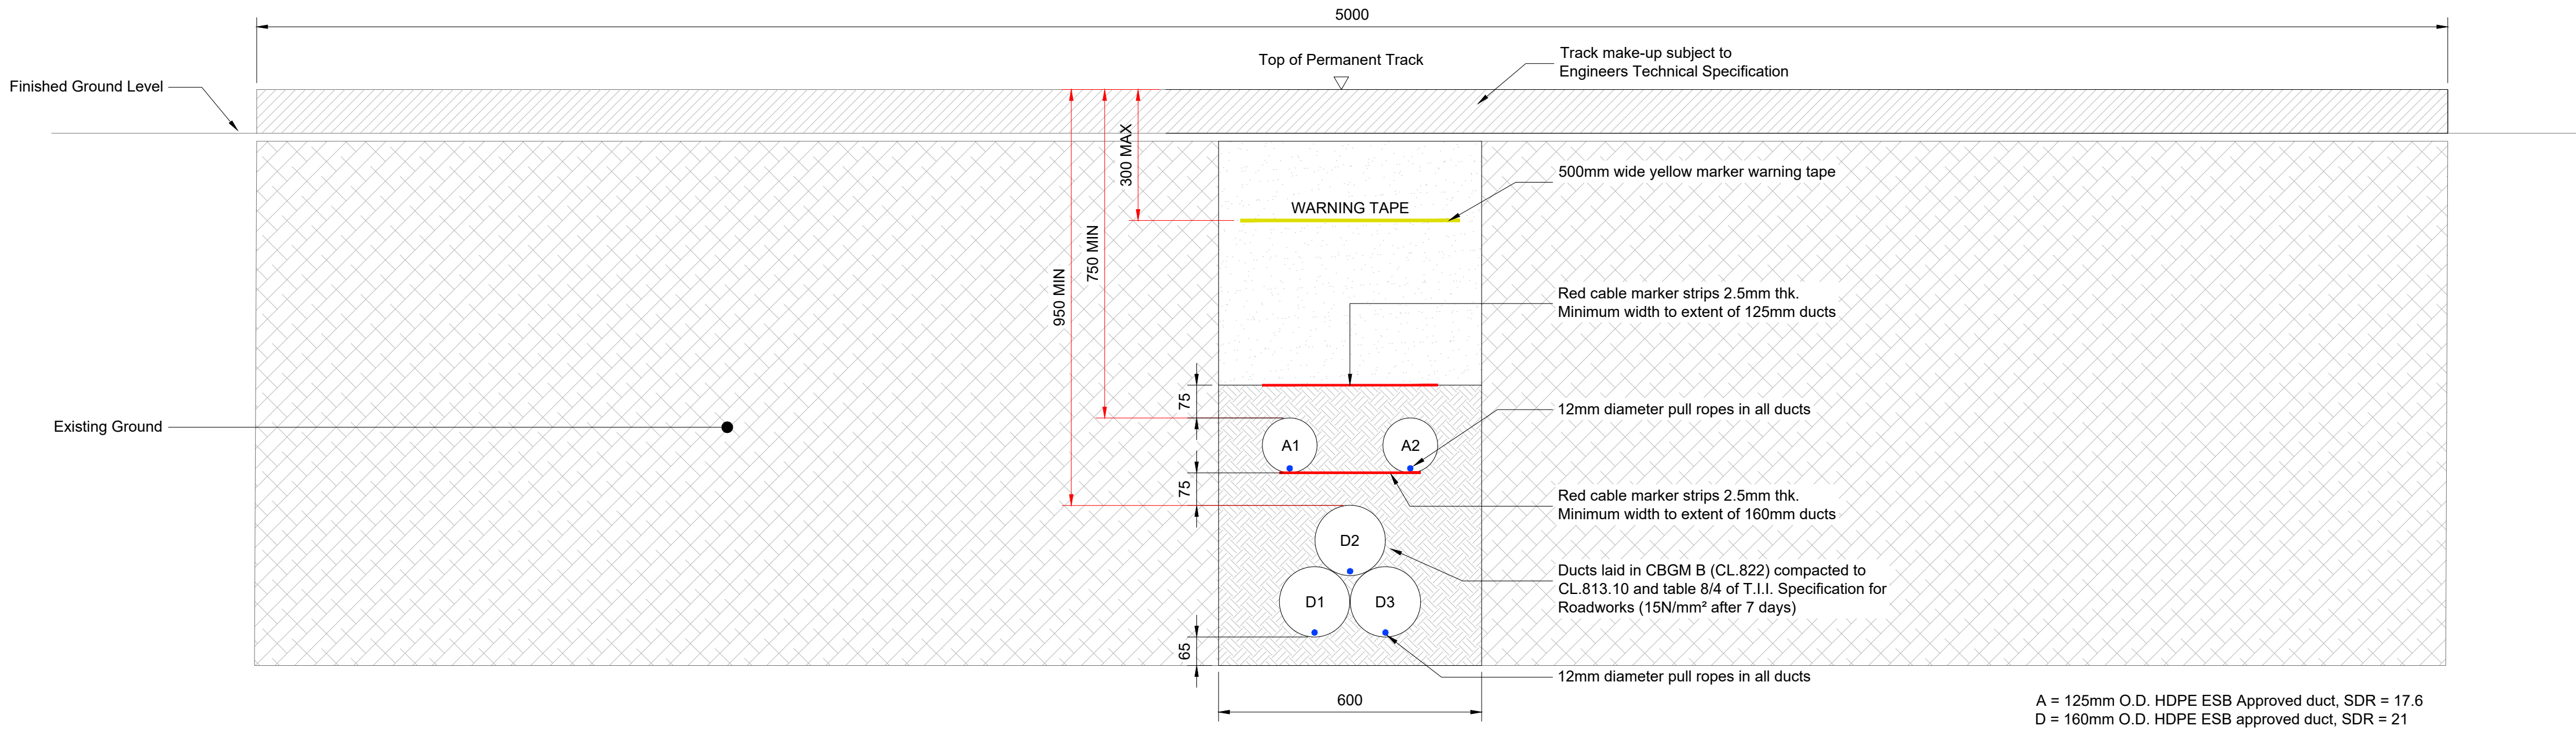 5000
Top of Permanent Track
Track make-up subject to
Engineers Technical Specification
Finished Ground Level
300 MAX
750 MIN
950 MIN
500mm wide yellow marker warning tape
WARNING TAPE
Red cable marker strips 2.5mm thk.
Minimum width to extent of 125mm ducts
75
12mm diameter pull ropes in all ducts
Existing Ground
A1
A2
75
Red cable marker strips 2.5mm thk.
Minimum width to extent of 160mm ducts
D2
Ducts laid in CBGM B (CL.822) compacted to
CL.813.10 and table 8/4 of T.I.I. Specification for
Roadworks (15N/mm² after 7 days)
D1
D3
65
12mm diameter pull ropes in all ducts
600
A = 125mm O.D. HDPE ESB Approved duct, SDR = 17.6
D = 160mm O.D. HDPE ESB approved duct, SDR = 21